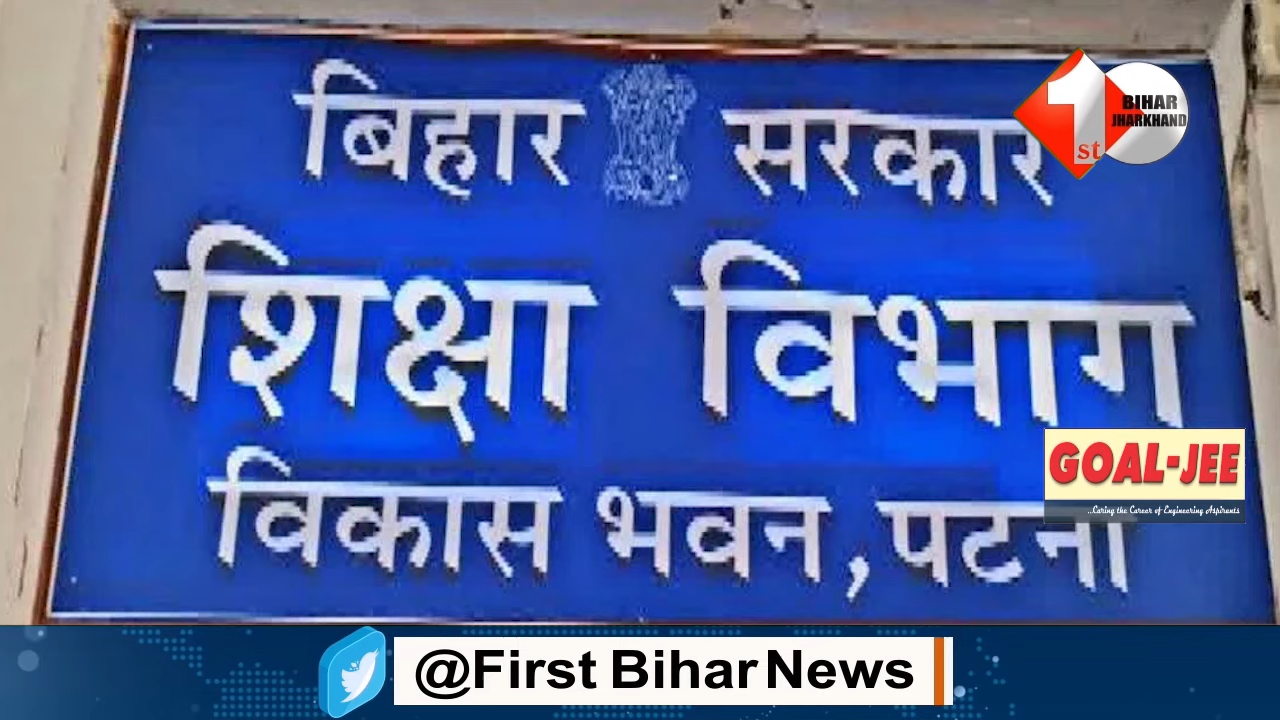 बिहार सरकार
1st BIHAR JHARKHAND
शिक्षा विभाग
GOAL-JEE
...Caring the Career of Engineering Aspirants
विकास भवन, पटना
@First Bihar News